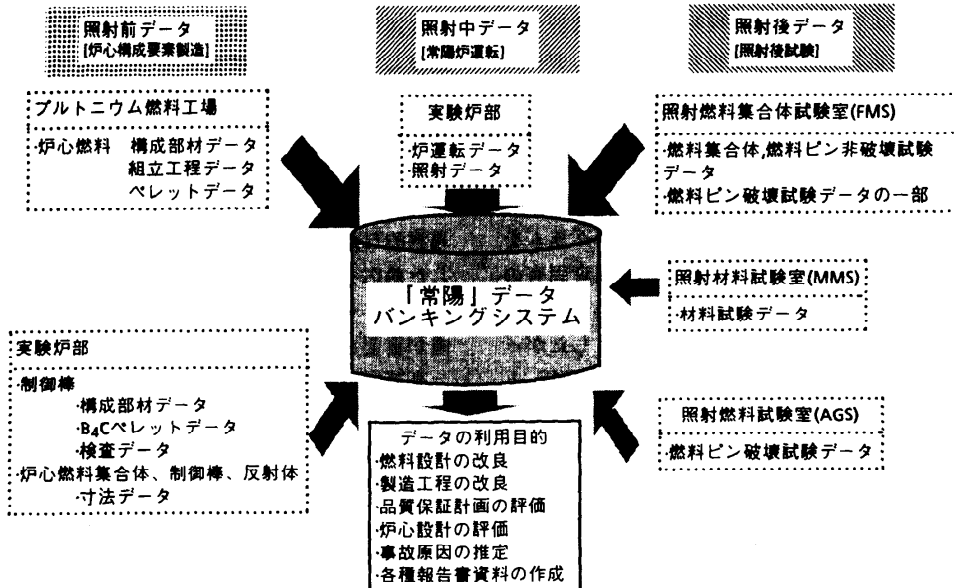 照射前データ
[炉心構成要素製造]
照射中データ
[常陽炉運転]
照射後データ
[照射後試験]
プルトニウム燃料工場
·炉心燃料 構成部材データ
組立工程データ
ペレットデータ
実験炉部
·炉運転データ
·照射データ
照射燃料集合体試験室(FMS)
·燃料集合体,燃料ピン非破壊試験
データ
·燃料ピン破壊試験データの一部
「常陽」データ
バンキングシステム
照射材料試験室(MMS)
·材料試験データ
実験炉部
·制御棒
·構成部材データ
·B₄Cペレットデータ
·検査データ
·炉心燃料集合体、制御棒、反射体
·寸法データ
照射燃料試験室(AGS)
·燃料ピン破壊試験データ
データの利用目的
·燃料設計の改良
·製造工程の改良
·品質保証計画の評価
·炉心設計の評価
·事故原因の推定
·各種報告書資料の作成